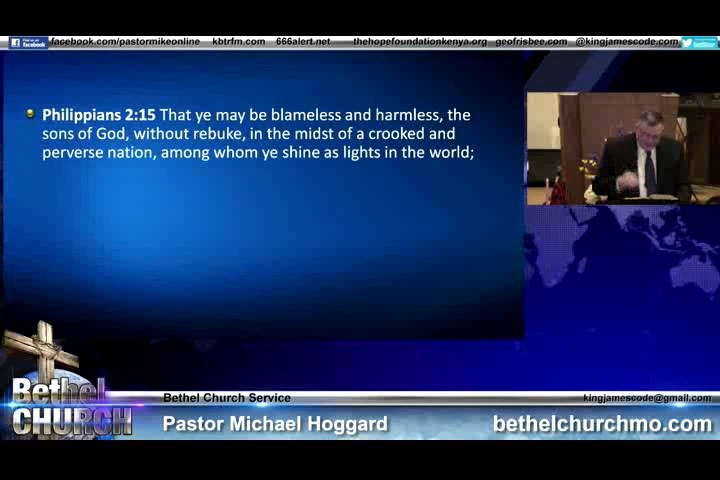 facebook.com/pastormikeonline kbtrfm.com 666alert.net thehopefoundationkenya.org geofrisbee.com @kingjamescode.com
Philippians 2:15 That ye may be blameless and harmless, the
sons of God, without rebuke, in the midst of a crooked and
perverse nation, among whom ye shine as lights in the world;
Bethel
CHURCH
Bethel Church Service
kingjamescode@gmail.com
Pastor Michael Hoggard
bethelchurchmo.com